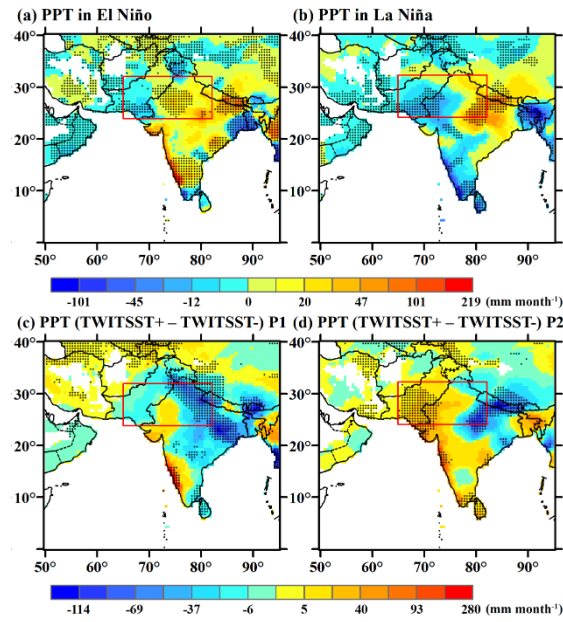 (a) PPT in El Niño (b) PPT in La Niña
40° 40°
30° 30°
20° 20°
10° 10°
50° 60° 70° 80° 90° 50° 60° 70° 80° 90°
-101 -45 -12 0 20 47 101 219 (mm month-1)
(c) PPT (TWITSST+ – TWITSST-) P1 (d) PPT (TWITSST+ – TWITSST-) P2
40° 40°
30° 30°
20° 20°
10° 10°
50° 60° 70° 80° 90° 50° 60° 70° 80° 90°
-114 -69 -37 -6 5 40 93 280 (mm month-1)